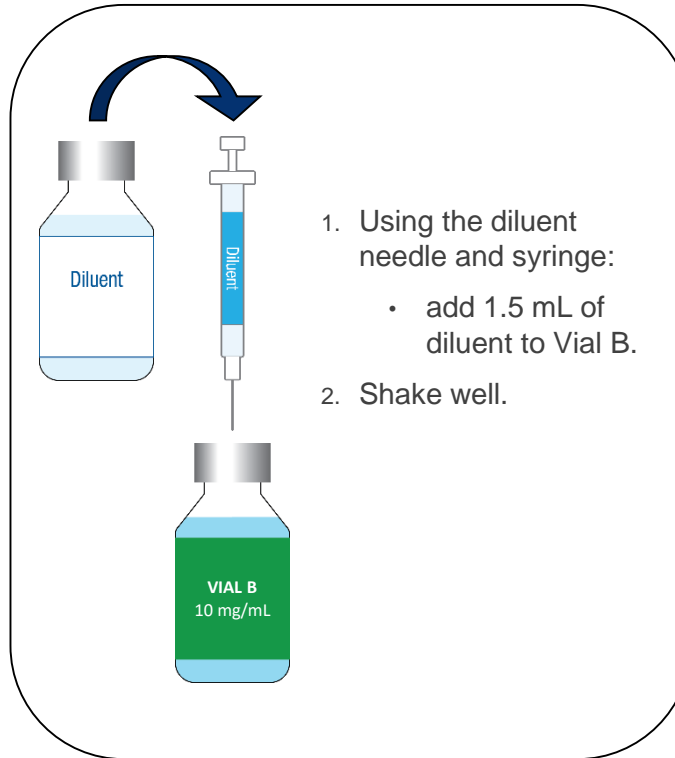 Diluent
Diluent
1. Using the diluent
needle and syringe:
• add 1.5 mL of
diluent to Vial B.
2. Shake well.
VIAL B
10 mg/mL